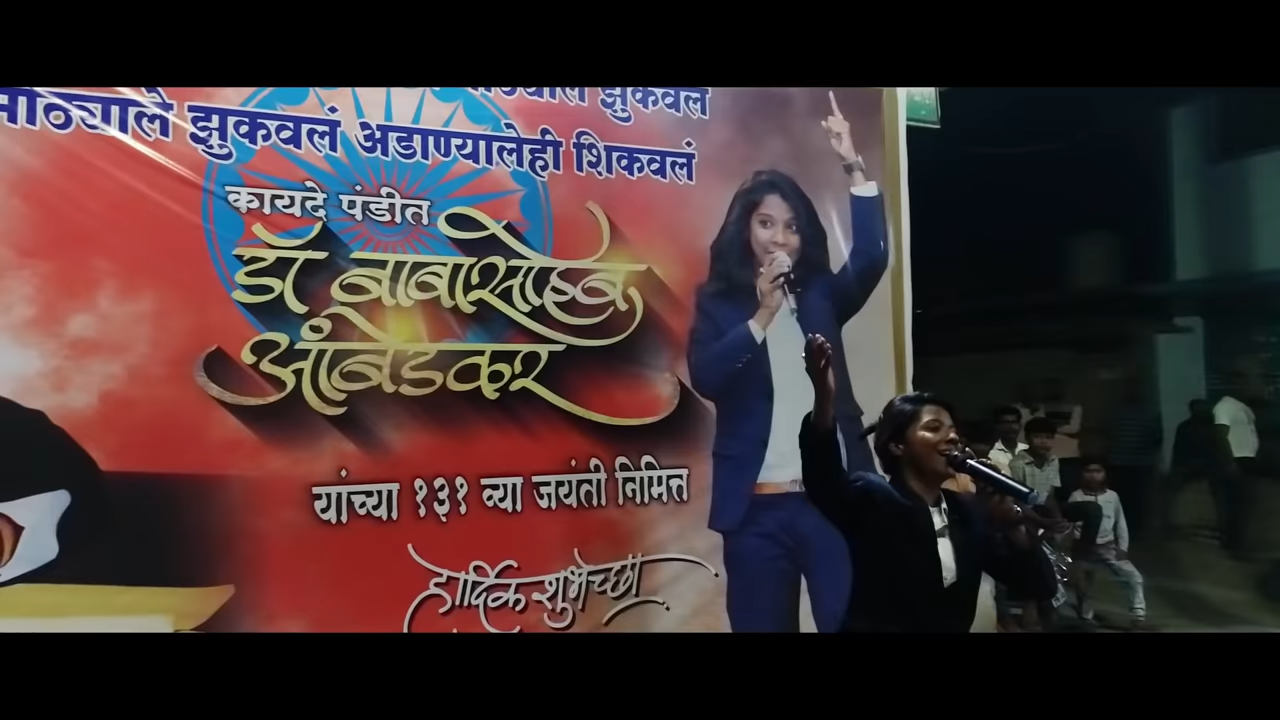 झुकवलं
झुकवलं अडाण्यालेही शिकवलं
कायदे पंडीत
डॉ बाबासाहेब
आंबेडकर
यांच्या १३१ व्या जयंती निमित्त
हार्दिक शुभेच्छा